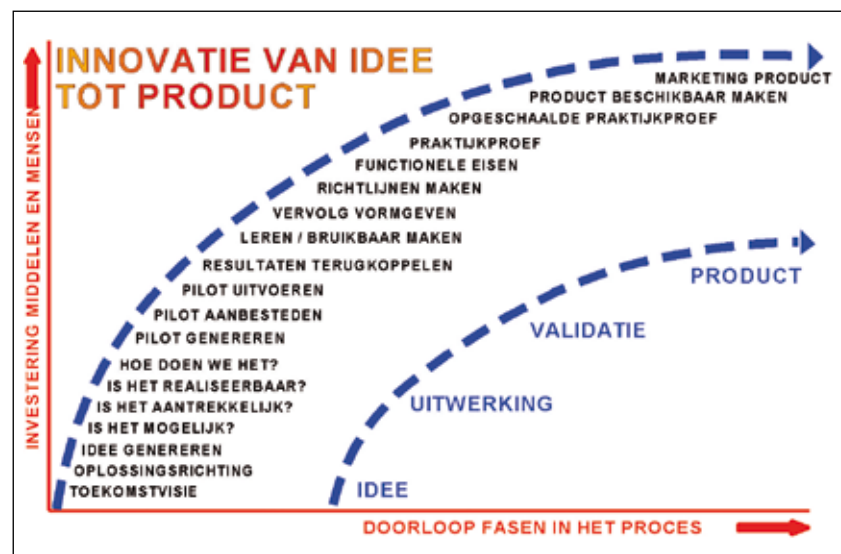 INNOVATIE VAN IDEE
TOT PRODUCT
MARKETING PRODUCT
PRODUCT BESCHIKBAAR MAKEN
OPGESCHAALDE PRAKTIJKPROEF
PRAKTIJKPROEF
FUNCTIONELE EISEN
RICHTLIJNEN MAKEN
VERVOLG VORMGEVEN
LEREN / BRUIKBAAR MAKEN
RESULTATEN TERUGKOPPELEN
PILOT UITVOEREN
PILOT AANBESTEDEN
PILOT GENEREREN
HOE DOEN WE HET?
IS HET REALISEERBAAR?
IS HET AANTREKKELIJK?
IS HET MOGELIJK?
IDEE GENEREREN
OPLOSSINGSRICHTING
TOEKOMSTVISIE
PRODUCT
VALIDATIE
UITWERKING
IDEE
INVESTERING MIDDELEN EN MENSEN
DOORLOOP FASEN IN HET PROCES